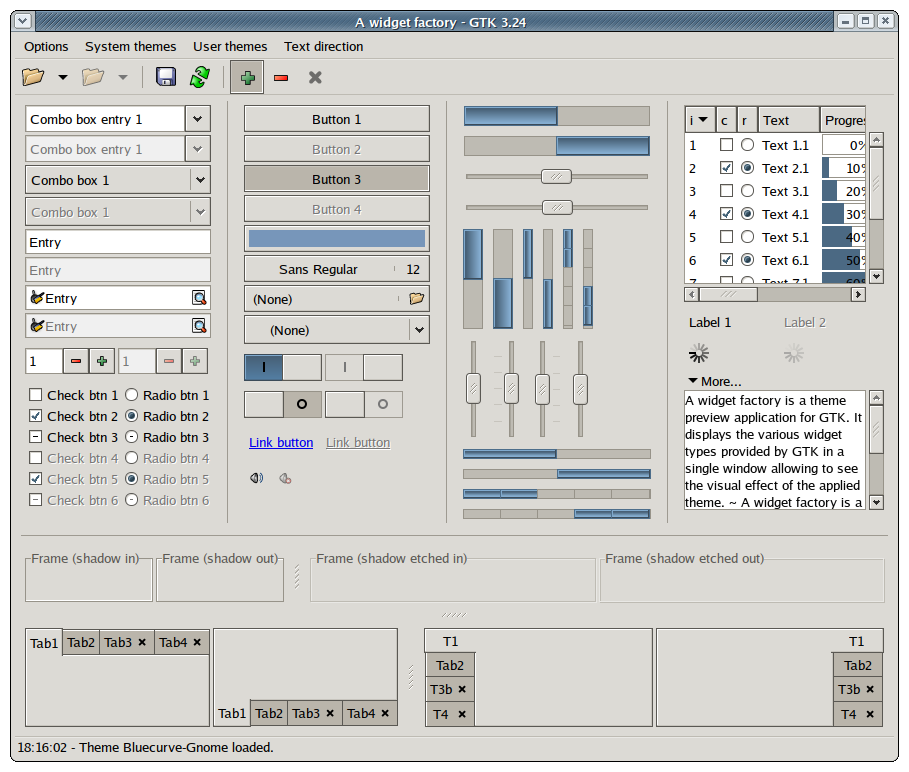 A widget factory - GTK 3.24
Options System themes User themes Text direction
Combo box entry 1
Combo box entry 1
Combo box 1
Combo box 1
Entry
Entry
Entry
Entry
1 1
Check btn 1 Radio btn 1
Check btn 2 Radio btn 2
Check btn 3 Radio btn 3
Check btn 4 Radio btn 4
Check btn 5 Radio btn 5
Check btn 6 Radio btn 6
Button 1
Button 2
Button 3
Button 4
Sans Regular 12
(None)
(None)
Link button Link button
i c r Text Progres
1 Text 1.1 0%
2 Text 2.1 10%
3 Text 3.1 20%
4 Text 4.1 30%
5 Text 5.1 40%
6 Text 6.1 50%
7 Text 7.1 60%
Label 1 Label 2
More...
A widget factory is a theme
preview application for GTK. It
displays the various widget
types provided by GTK in a
single window allowing to see
the visual effect of the applied
theme. ~ A widget factory is a
Frame (shadow in) Frame (shadow out) Frame (shadow etched in) Frame (shadow etched out)
Tab1 Tab2 Tab3 Tab4
Tab1 Tab2 Tab3 Tab4
T1
Tab2
T3b
T4
T1
Tab2
T3b
T4
18:16:02 - Theme Bluecurve-Gnome loaded.